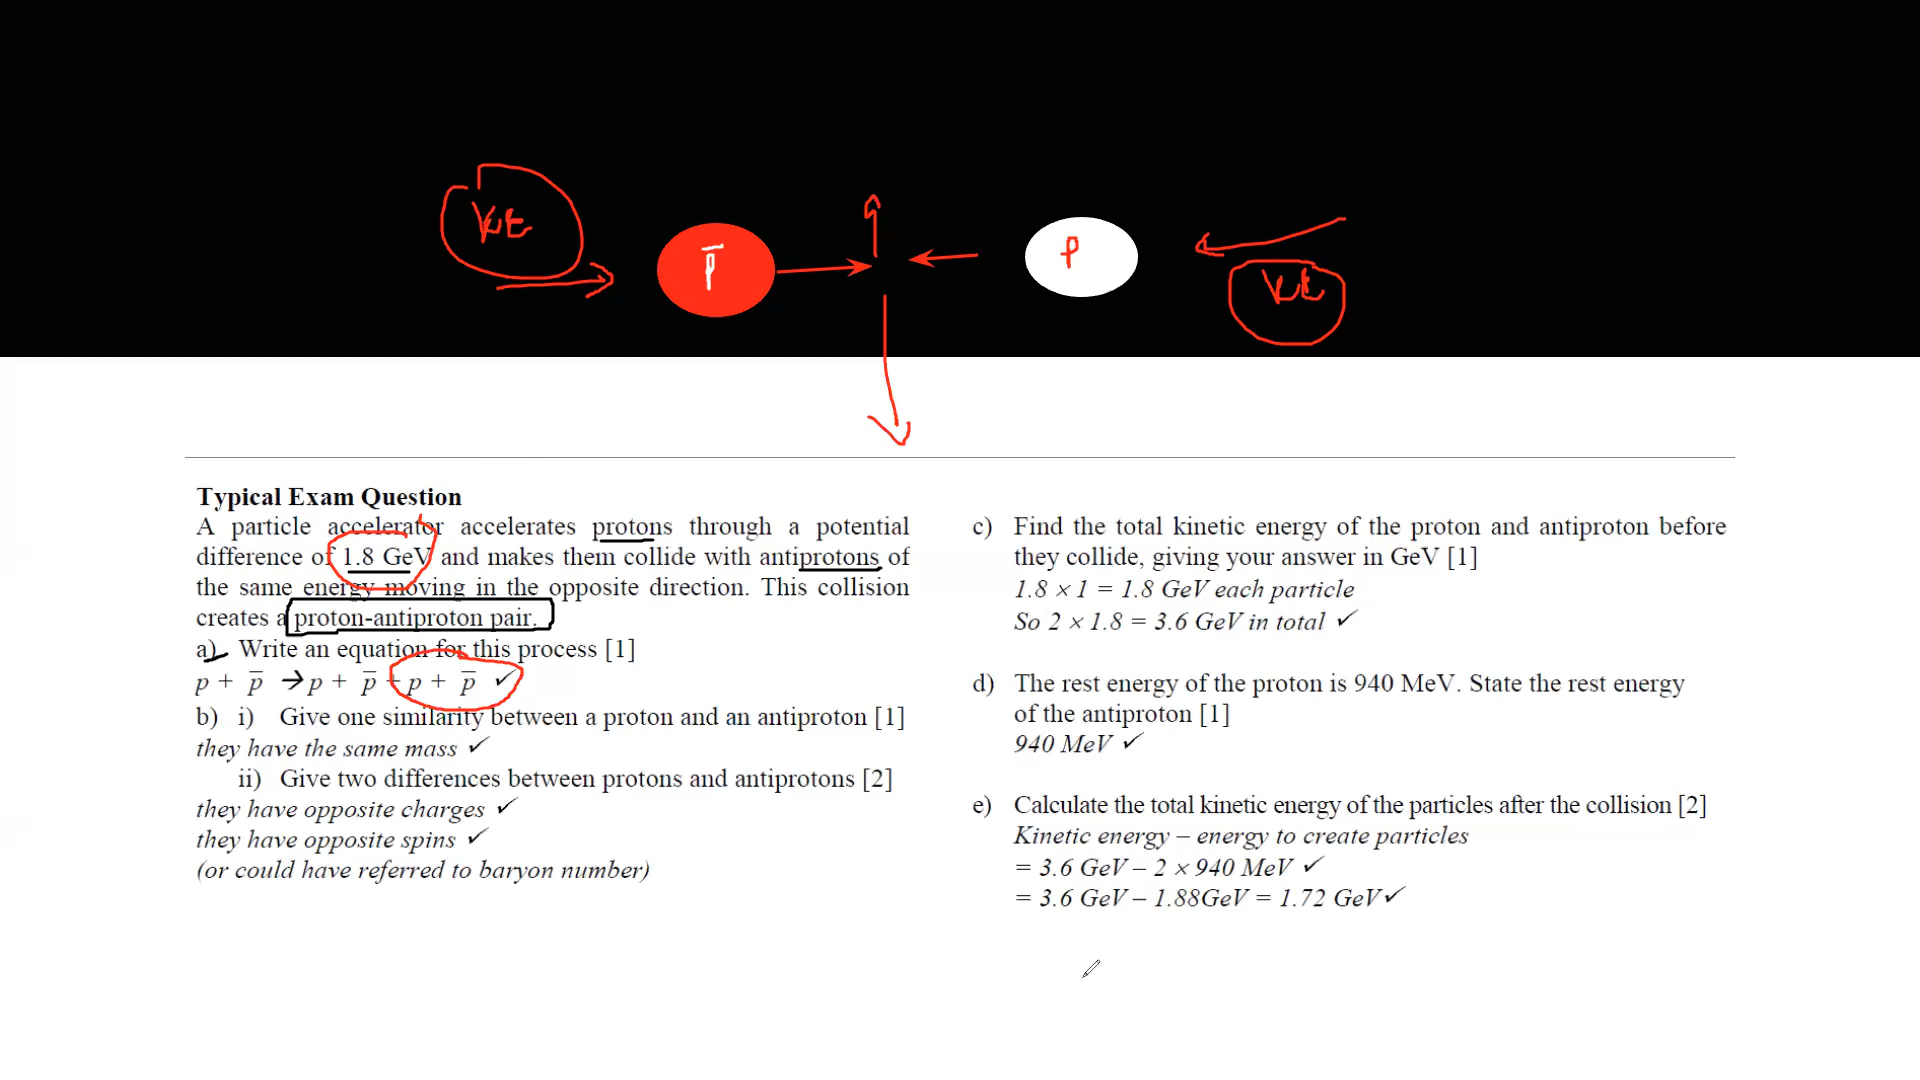 K.E
p̅
P
K.E
Typical Exam Question
A particle accelerator accelerates protons through a potential
difference of 1.8 GeV and makes them collide with antiprotons of
the same energy moving in the opposite direction. This collision
creates a proton-antiproton pair.
a) Write an equation for this process [1]
p + p̅ → p + p̅ + p + p̅ ✓
b) i) Give one similarity between a proton and an antiproton [1]
they have the same mass ✓
ii) Give two differences between protons and antiprotons [2]
they have opposite charges ✓
they have opposite spins ✓
(or could have referred to baryon number)
c) Find the total kinetic energy of the proton and antiproton before
they collide, giving your answer in GeV [1]
1.8 × 1 = 1.8 GeV each particle
So 2 × 1.8 = 3.6 GeV in total ✓
d) The rest energy of the proton is 940 MeV. State the rest energy
of the antiproton [1]
940 MeV ✓
e) Calculate the total kinetic energy of the particles after the collision [2]
Kinetic energy – energy to create particles
= 3.6 GeV – 2 × 940 MeV ✓
= 3.6 GeV – 1.88GeV = 1.72 GeV✓